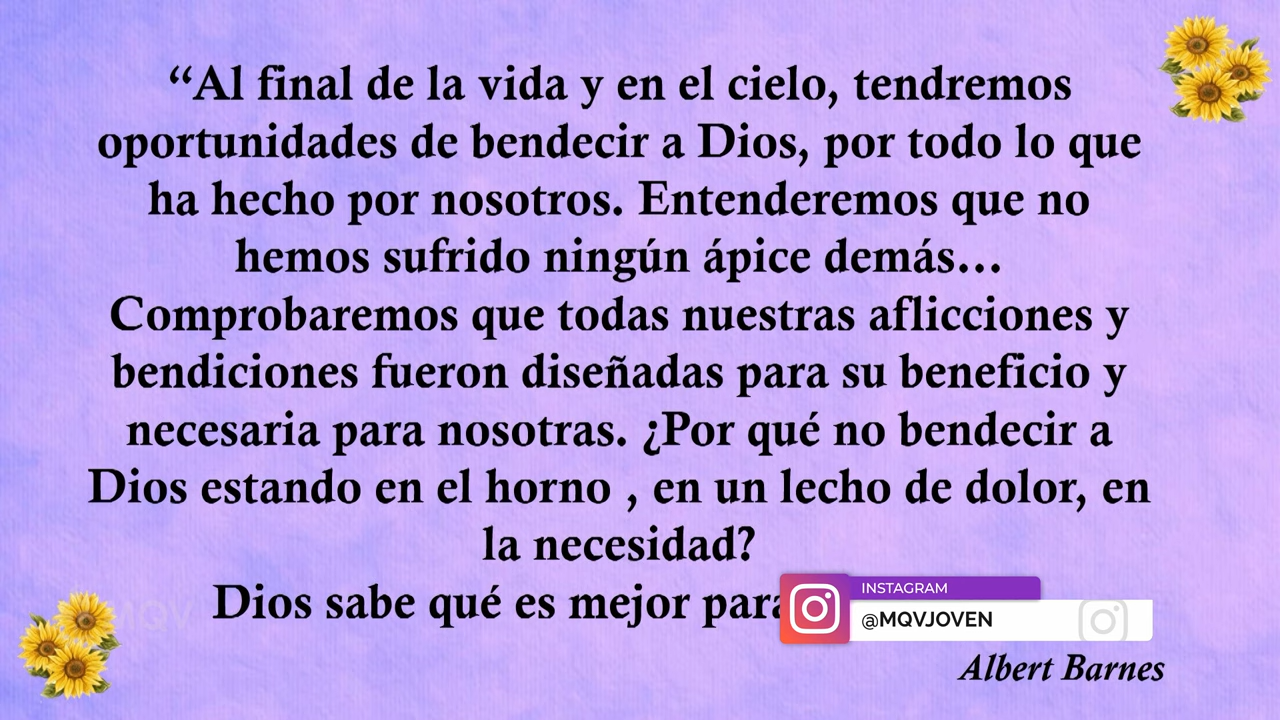 “Al final de la vida y en el cielo, tendremos
oportunidades de bendecir a Dios, por todo lo que
ha hecho por nosotros. Entenderemos que no
hemos sufrido ningún ápice demás...
Comprobaremos que todas nuestras aflicciones y
bendiciones fueron diseñadas para su beneficio y
necesaria para nosotras. ¿Por qué no bendecir a
Dios estando en el horno , en un lecho de dolor, en
la necesidad?
Dios sabe qué es mejor para
INSTAGRAM
@MQVJOVEN
MQV
Albert Barnes